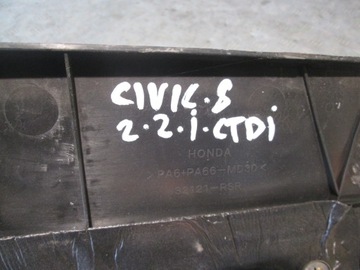 CIVIC.8
2.2.i.CTDi
HONDA
>PA6+PA66-MD30<